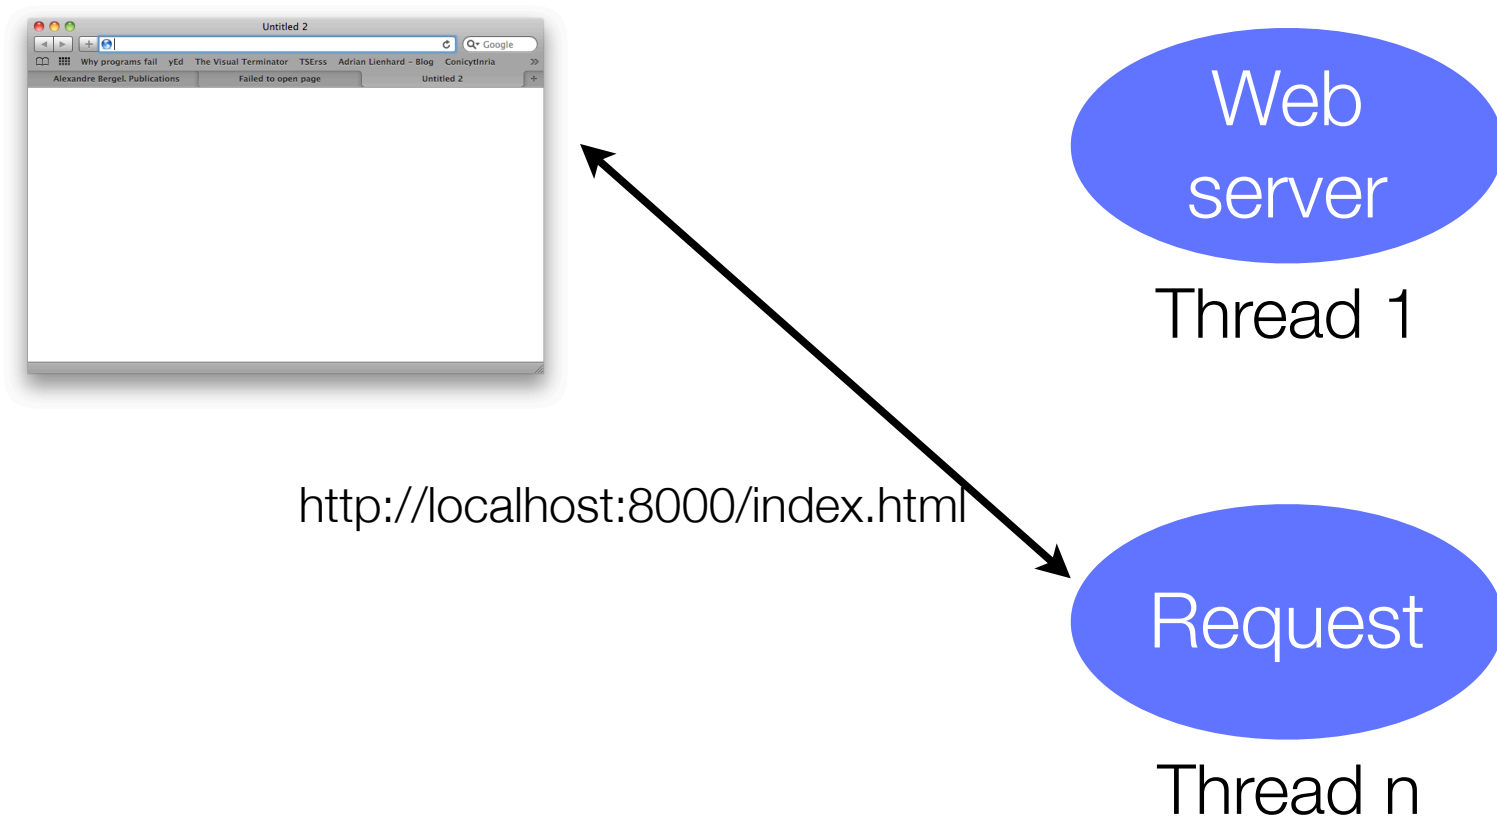 Untitled 2
Google
Why programs fail yEd The Visual Terminator TSErss Adrian Lienhard – Blog ConicytInria
Alexandre Bergel. Publications Failed to open page Untitled 2
Web
server
Thread 1
http://localhost:8000/index.html
Request
Thread n